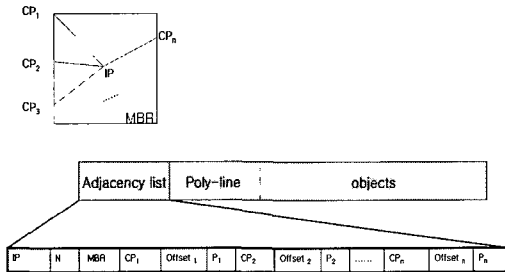 CP1
CPn
CP2
IP
CP3
......
MBR
Adjacency list Poly-line objects
IP N MBR CP1 Offset 1 P1 CP2 Offset 2 P2 ...... CPn Offset n Pn